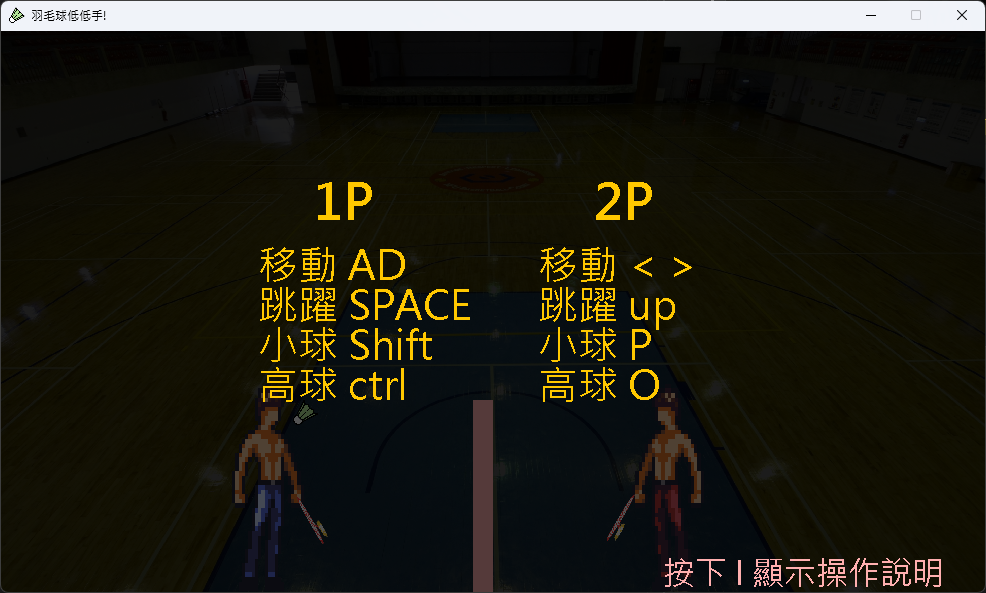 羽毛球低低手!
1P
移動 AD
跳躍 SPACE
小球 Shift
高球 ctrl
2P
移動 < >
跳躍 up
小球 P
高球 O
按下 I 顯示操作說明